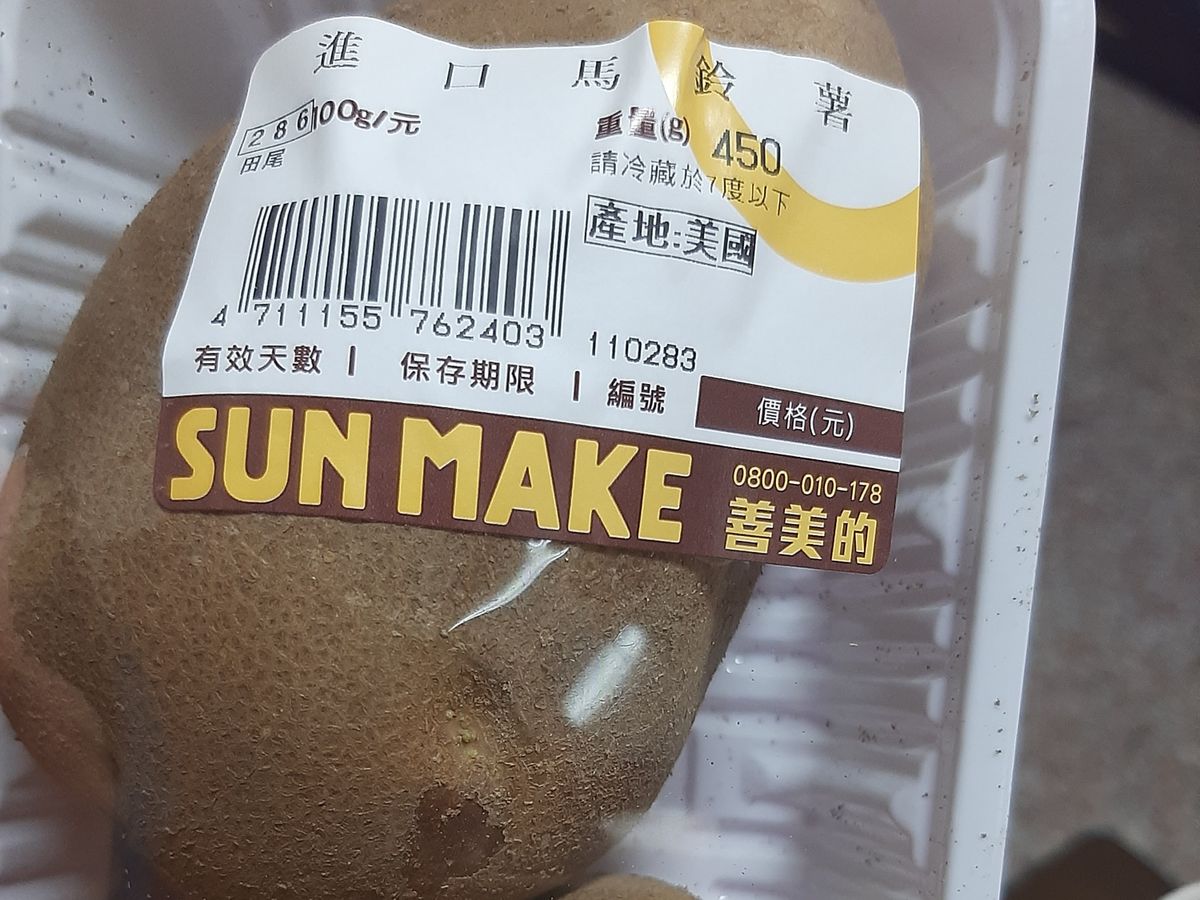 進口馬鈴薯
286 100g/元
田尾
重量(g) 450
請冷藏於7度以下
產地:美國
4 711155 762403
110283
有效天數 | 保存期限 | 編號
價格(元)
SUN MAKE
0800-010-178
善美的